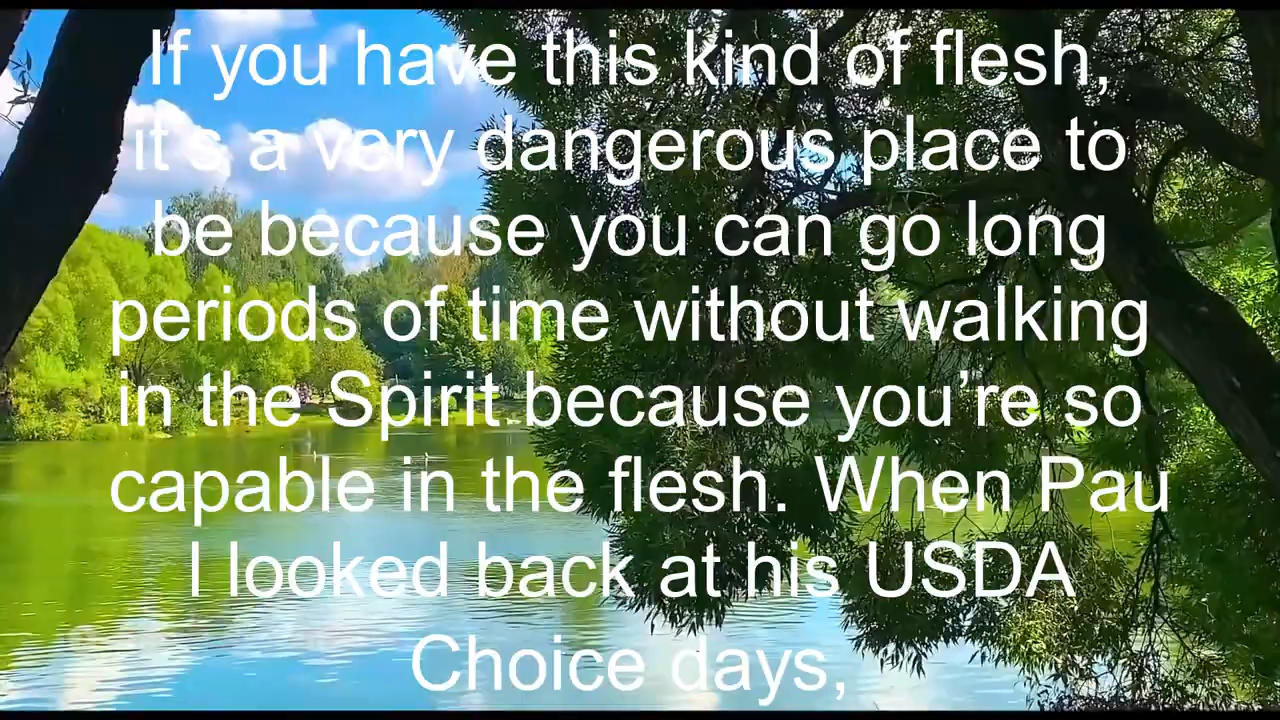 If you have this kind of flesh,
it's a very dangerous place to
be because you can go long
periods of time without walking
in the Spirit because you’re so
capable in the flesh. When Pau
l looked back at his USDA
Choice days,